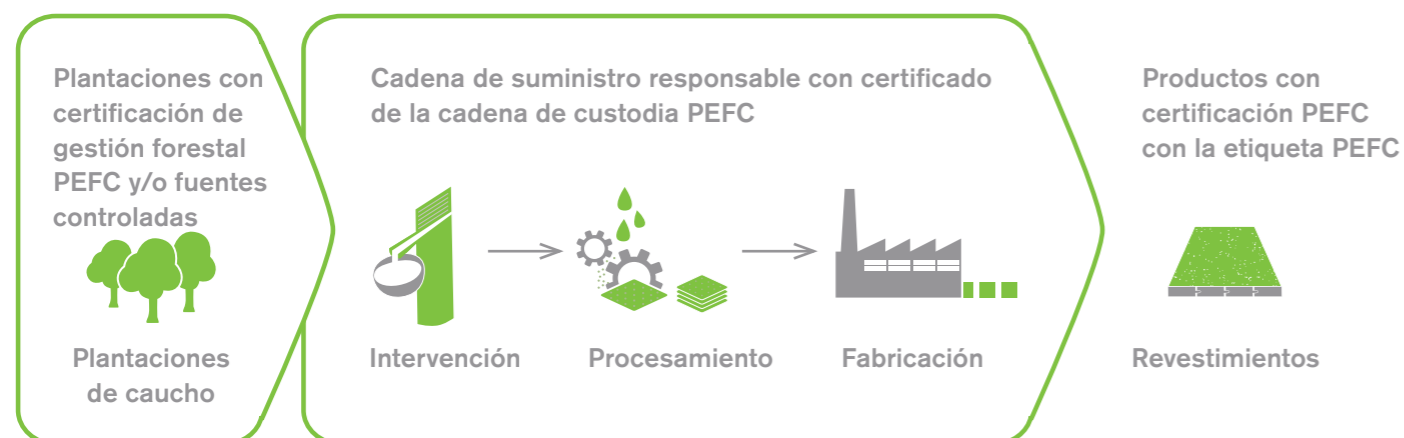 Plantaciones con
certificación de
gestión forestal
PEFC y/o fuentes
controladas
Plantaciones
de caucho
Cadena de suministro responsable con certificado
de la cadena de custodia PEFC
Intervención
Procesamiento
Fabricación
Productos con
certificación PEFC
con la etiqueta PEFC
Revestimientos